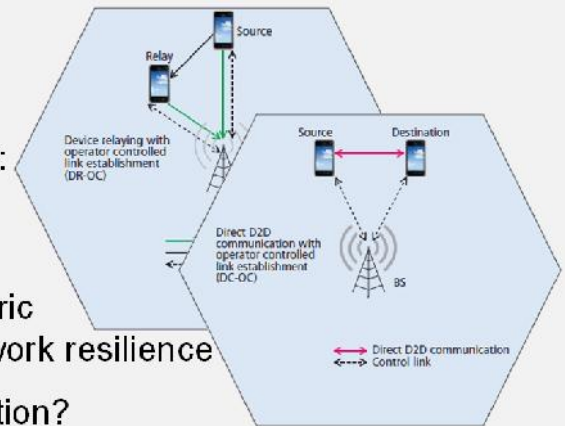 Source
Relay
Device relaying with
operator controlled
link establishment
(DR-OC)
:
Source
Destination
Direct D2D
communication with
operator controlled
link establishment
(DC-OC)
BS
ric
work resilience
Direct D2D communication
Control link
tion?